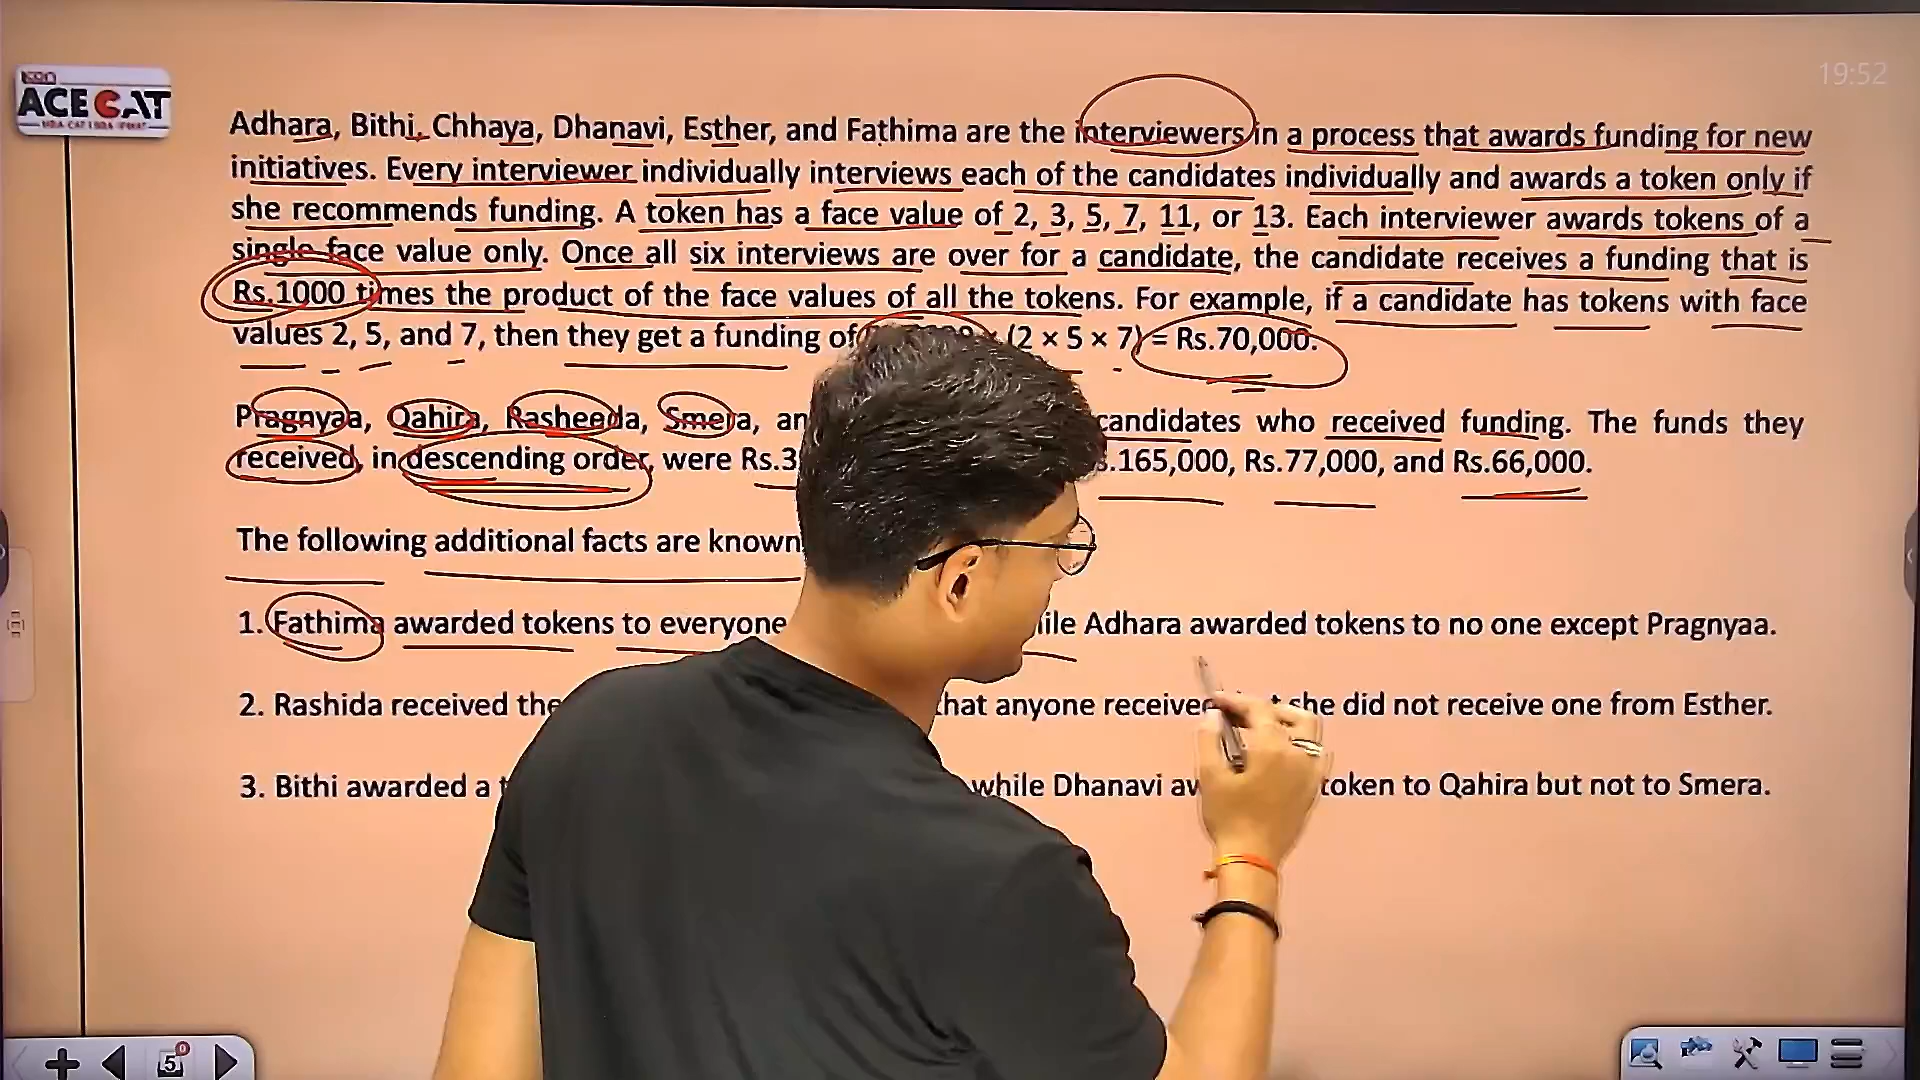 19:52
ACE CAT
Adhara, Bithi, Chhaya, Dhanavi, Esther, and Fathima are the interviewers in a process that awards funding for new
initiatives. Every interviewer individually interviews each of the candidates individually and awards a token only if
she recommends funding. A token has a face value of 2, 3, 5, 7, 11, or 13. Each interviewer awards tokens of a
single face value only. Once all six interviews are over for a candidate, the candidate receives a funding that is
Rs.1000 times the product of the face values of all the tokens. For example, if a candidate has tokens with face
values 2, 5, and 7, then they get a funding of (2 × 5 × 7) = Rs.70,000.
Pragnyaa, Qahira, Rasheeda, Smera, candidates who received funding. The funds they
received, in descending order, were 165,000, Rs.77,000, and Rs.66,000.
The following additional facts are known
1. Fathima awarded tokens to everyone Adhara awarded tokens to no one except Pragnyaa.
2. Rashida received that anyone she did not receive one from Esther.
3. Bithi awarded a while Dhanavi token to Qahira but not to Smera.
5
0